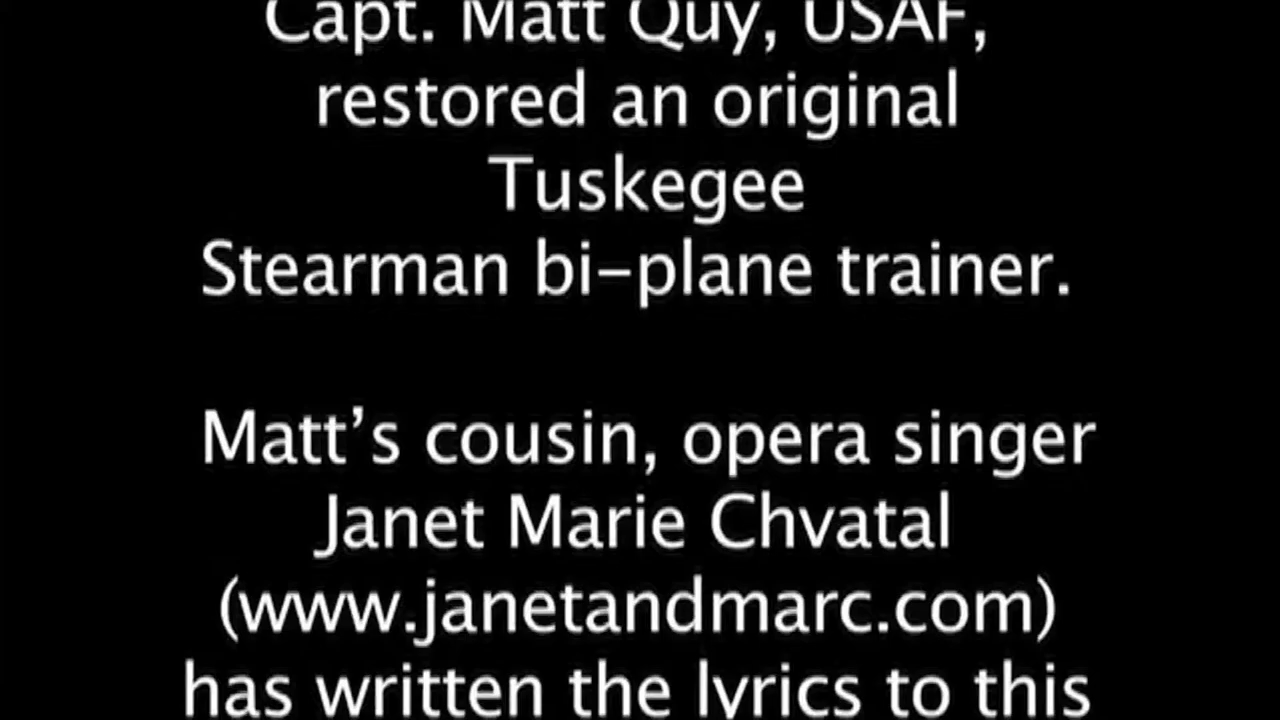 Capt. Matt Quy, USAF,
restored an original
Tuskegee
Stearman bi-plane trainer.
Matt's cousin, opera singer
Janet Marie Chvatal
(www.janetandmarc.com)
has written the lyrics to this